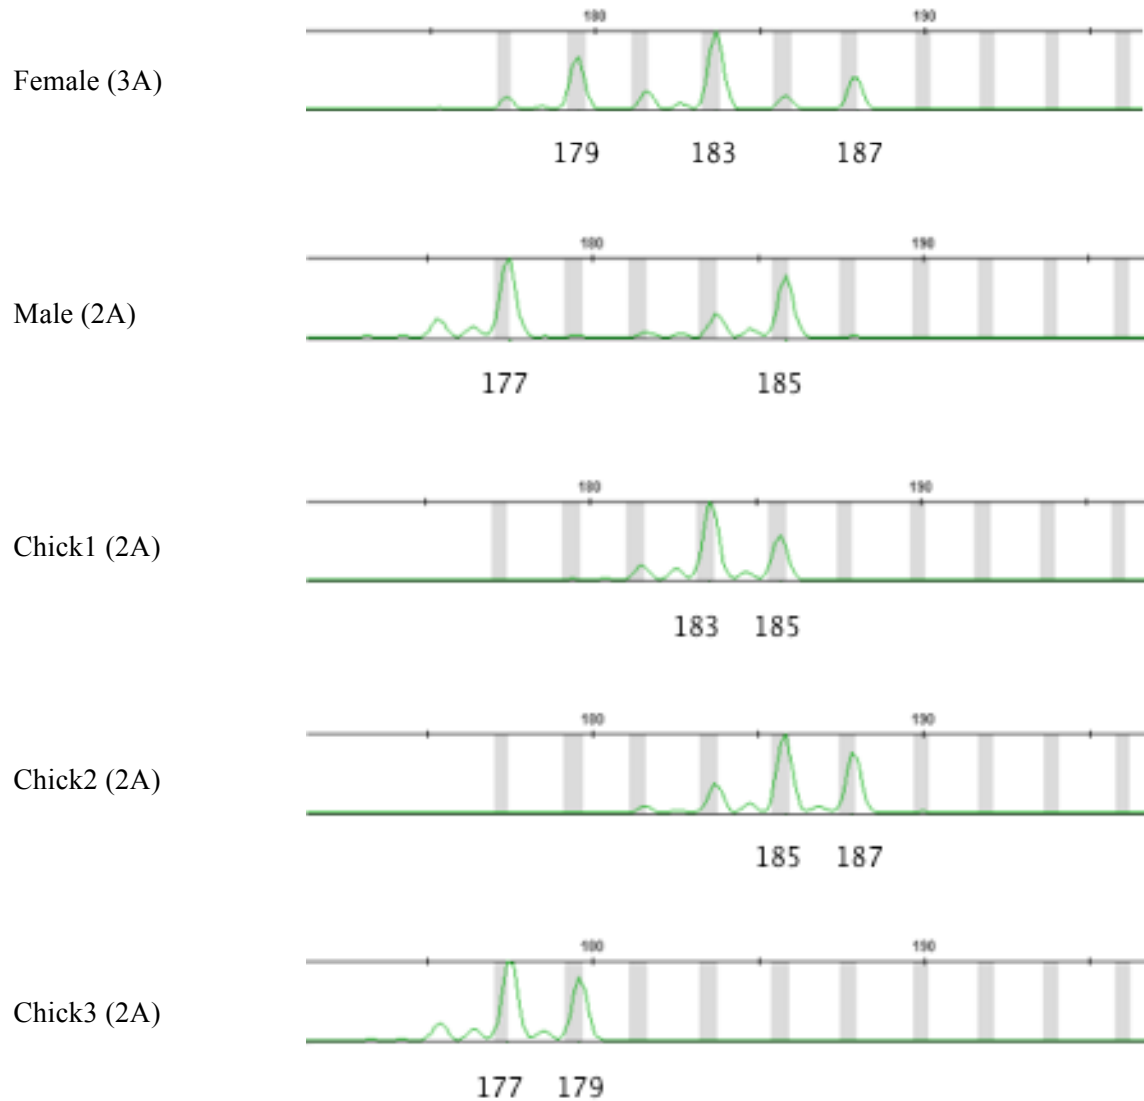 180 190
Female (3A)
179 183 187
180 190
Male (2A)
177 185
180 190
Chick1 (2A)
183 185
180 190
Chick2 (2A)
185 187
180 190
Chick3 (2A)
177 179